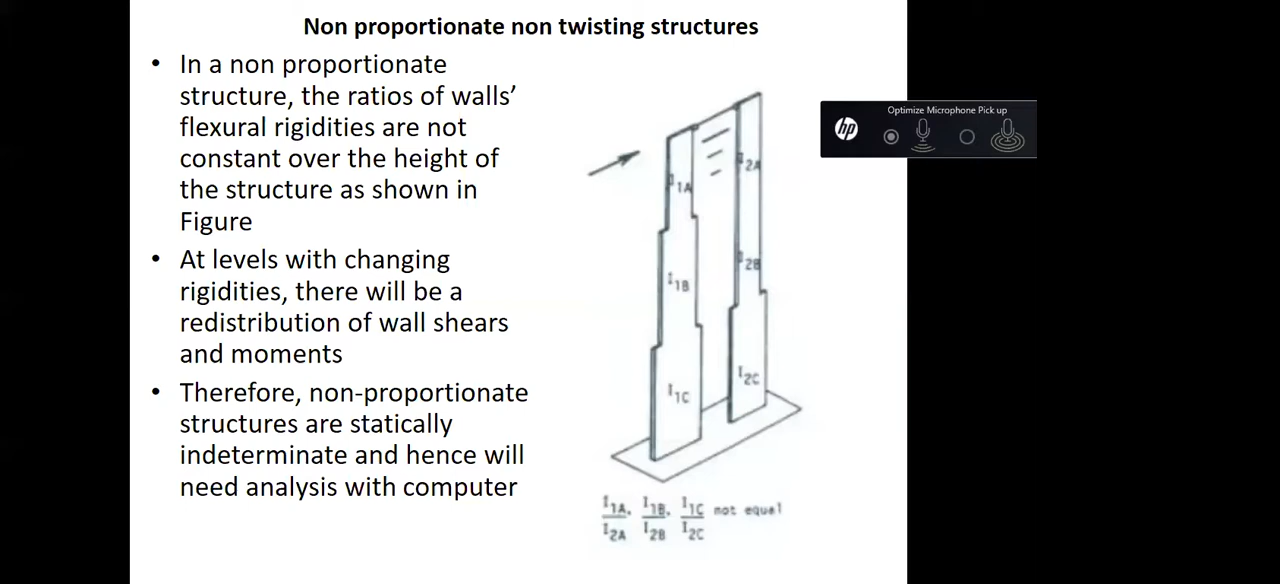 Non proportionate non twisting structures
• In a non proportionate
structure, the ratios of walls’
flexural rigidities are not
constant over the height of
the structure as shown in
Figure
• At levels with changing
rigidities, there will be a
redistribution of wall shears
and moments
• Therefore, non-proportionate
structures are statically
indeterminate and hence will
need analysis with computer
I1A
I2A
I1B
I2B
I1C
I2C
I1A, I1B, I1C not equal
I2A I2B I2C
Optimize Microphone Pick up
hp